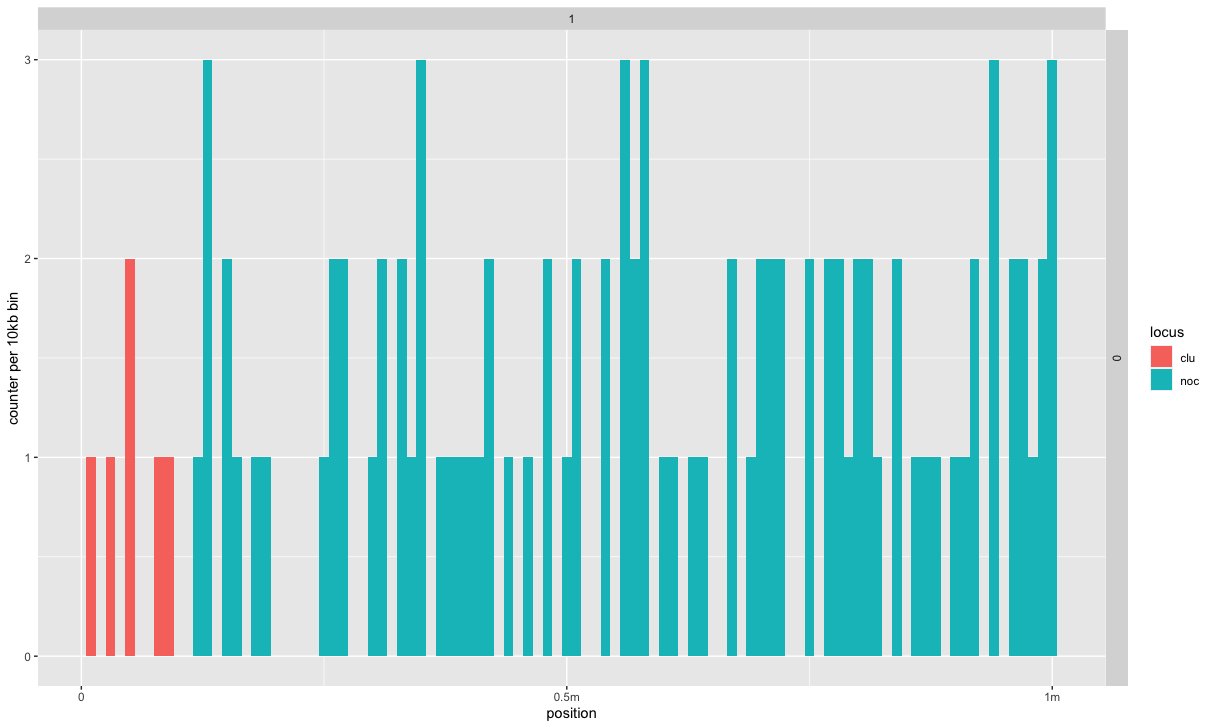 1
3
2
1
0
counter per 10kb bin
0
0
0.5m
1m
position
locus
clu
noc